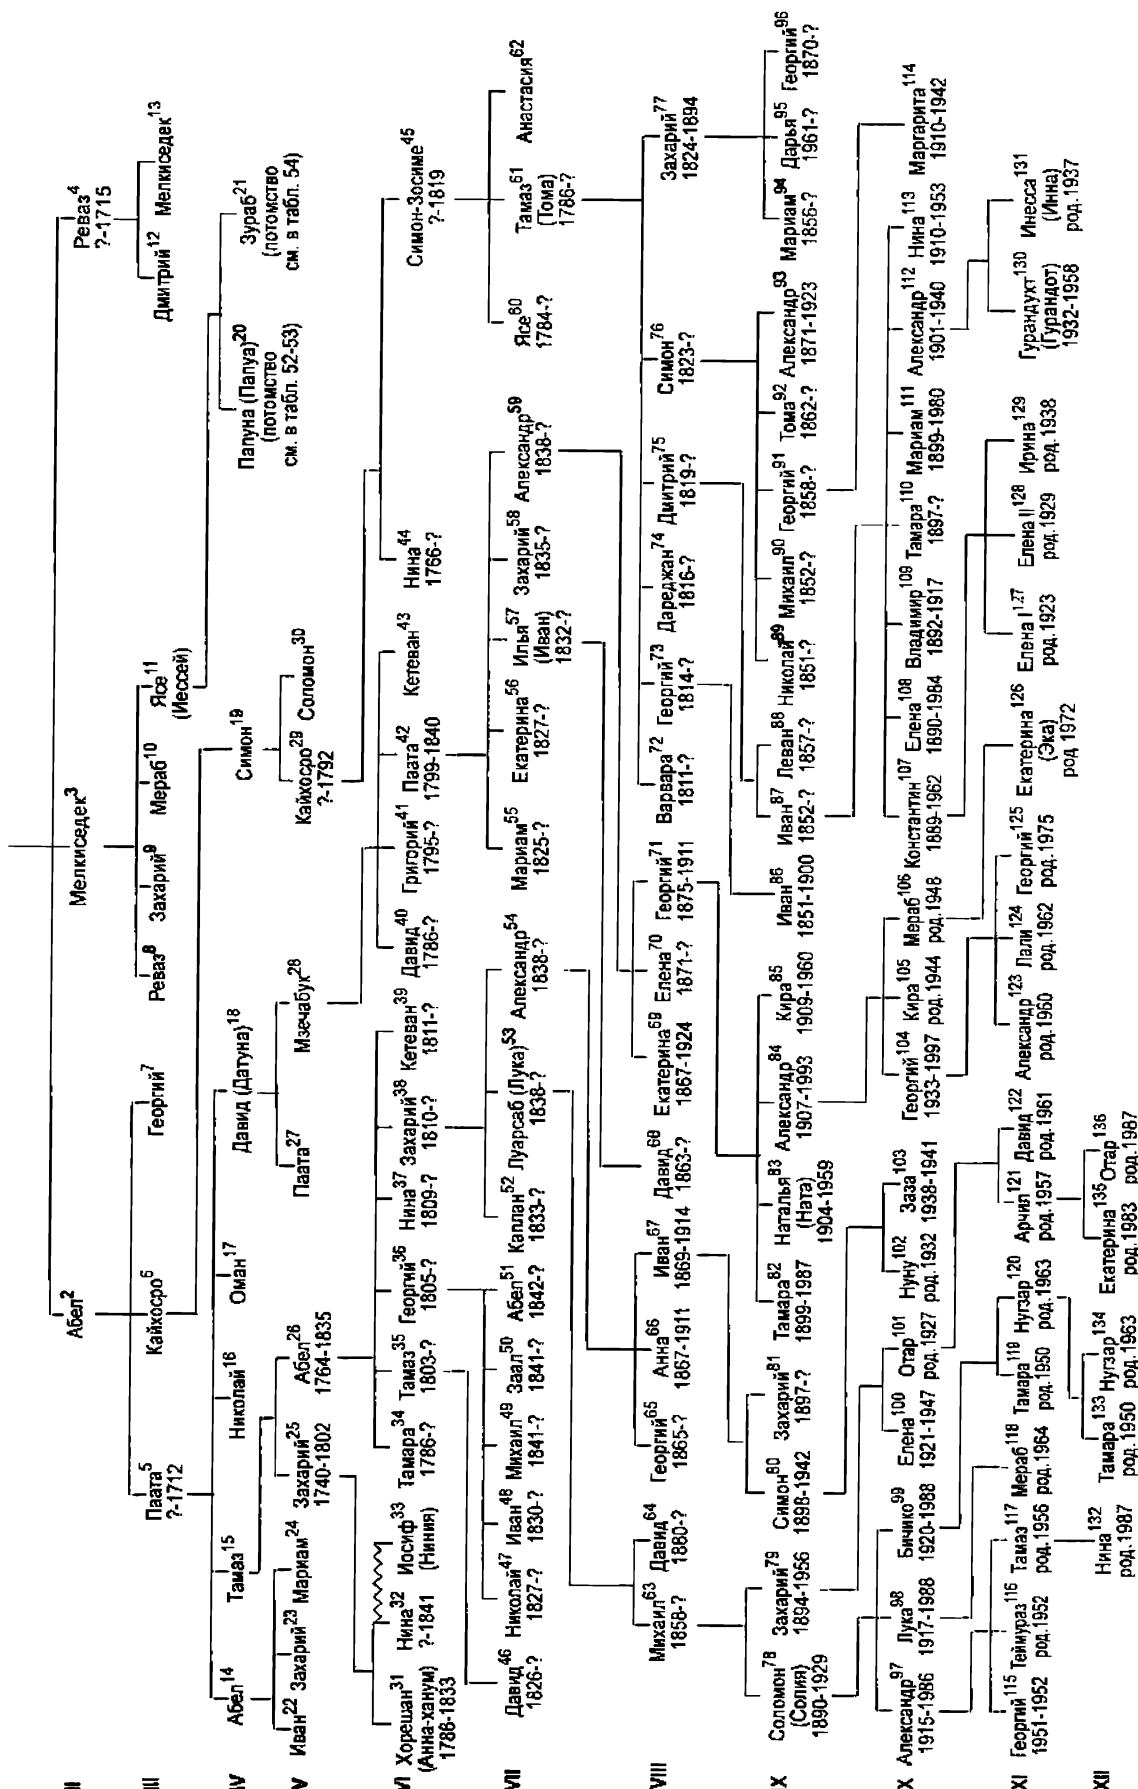 II
Абел²
Мелкиседек³
Реваз⁴
?-1715
III
Паата⁵
?-1712
Кайхосро⁶
Георгий⁷
Реваз⁸
Захарий⁹
Мераб¹⁰
Ясе¹¹
(Иессей)
Дмитрий¹²
Мелкиседек¹³
IV
Абел¹⁴
Тамаз¹⁵
Николай¹⁶
Оман¹⁷
Давид (Датуна)¹⁸
Симон¹⁹
Папуна (Папуа)²⁰
(потомство
см. в табл. 52-53)
Зураб²¹
(потомство
см. в табл. 54)
V
Иван²²
Захарий²³
Мариам²⁴
Захарий²⁵
1740-1802
Абел²⁶
1764-1835
Паата²⁷
Мзечабук²⁸
Кайхосро²⁹
?-1792
Соломон³⁰
VI
Хорешан³¹
(Анна-ханум)
1786-1833
Нина³²
?-1841
Иосиф³³
(Ниния)
Тамара³⁴
1786-?
Тамаз³⁵
1803-?
Георгий³⁶
1805-?
Нина³⁷
1809-?
Захарий³⁸
1810-?
Кетеван³⁹
1811-?
Давид⁴⁰
1786-?
Григорий⁴¹
1795-?
Паата⁴²
1799-1840
Кетеван⁴³
Нина⁴⁴
1766-?
Симон-Зосиме⁴⁵
?-1819
VII
Давид⁴⁶
1826-?
Николай⁴⁷
1827-?
Иван⁴⁸
1830-?
Михаил⁴⁹
1841-?
Заал⁵⁰
1841-?
Абел⁵¹
1842-?
Каплан⁵²
1833-?
Луарсаб (Лука)⁵³
1838-?
Александр⁵⁴
1838-?
Мариам⁵⁵
1825-?
Екатерина⁵⁶
1827-?
Илья⁵⁷
(Иван)
1832-?
Захарий⁵⁸
1835-?
Александр⁵⁹
1838-?
Ясе⁶⁰
1784-?
Тамаз⁶¹
(Тома)
1786-?
Анастасия⁶²
VIII
Михаил⁶³
1858-?
Давид⁶⁴
1880-?
Георгий⁶⁵
1865-?
Анна⁶⁶
1867-1911
Иван⁶⁷
1869-1914
Давид⁶⁸
1863-?
Екатерина⁶⁹
1867-1924
Елена⁷⁰
1871-?
Георгий⁷¹
1875-1911
Варвара⁷²
1811-?
Георгий⁷³
1814-?
Дареджан⁷⁴
1816-?
Дмитрий⁷⁵
1819-?
Симон⁷⁶
1823-?
Захарий⁷⁷
1824-1894
IX
Соломон⁷⁸
(Солия)
1890-1929
Захарий⁷⁹
1894-1956
Симон⁸⁰
1898-1942
Захарий⁸¹
1897-?
Тамара⁸²
1899-1987
Наталья⁸³
(Ната)
1904-1959
Александр⁸⁴
1907-1993
Кира⁸⁵
1909-1960
Иван⁸⁶
1851-1900
Иван⁸⁷
1852-?
Леван⁸⁸
1857-?
Николай⁸⁹
1851-?
Михаил⁹⁰
1852-?
Георгий⁹¹
1858-?
Тома⁹²
1862-?
Александр⁹³
1871-1923
Мариам⁹⁴
1856-?
Дарья⁹⁵
1961-?
Георгий⁹⁶
1870-?
X
Александр⁹⁷
1915-1986
Лука⁹⁸
1917-1988
Бичико⁹⁹
1920-1988
Елена¹⁰⁰
1921-1947
Отар¹⁰¹
род.1927
Нуну¹⁰²
род.1932
Заза¹⁰³
1938-1941
Георгий¹⁰⁴
1933-1997
Кира¹⁰⁵
род.1944
Мераб¹⁰⁶
род.1948
Константин¹⁰⁷
1889-1962
Елена¹⁰⁸
1890-1984
Владимир¹⁰⁹
1892-1917
Тамара¹¹⁰
1897-?
Мариам¹¹¹
1899-1980
Александр¹¹²
1901-1940
Нина¹¹³
1910-1953
Маргарита¹¹⁴
1910-1942
XI
Георгий¹¹⁵
1951-1952
Теймураз¹¹⁶
род.1952
Тамаз¹¹⁷
род.1956
Мераб¹¹⁸
род.1964
Тамара¹¹⁹
род.1950
Нугзар¹²⁰
род.1963
Арчил¹²¹
род.1957
Давид¹²²
род.1961
Александр¹²³
род.1960
Лали¹²⁴
род.1962
Георгий¹²⁵
род.1975
Екатерина¹²⁶
(Эка)
род 1972
Елена I¹²⁷
род.1923
Елена II¹²⁸
род.1929
Ирина¹²⁹
род.1938
Гурандухт¹³⁰
(Гурандот)
1932-1958
Инесса¹³¹
(Инна)
род.1937
XII
Нина¹³²
род.1987
Тамара¹³³
род.1950
Нугзар¹³⁴
род.1963
Екатерина¹³⁵
род.1983
Отар¹³⁶
род.1987